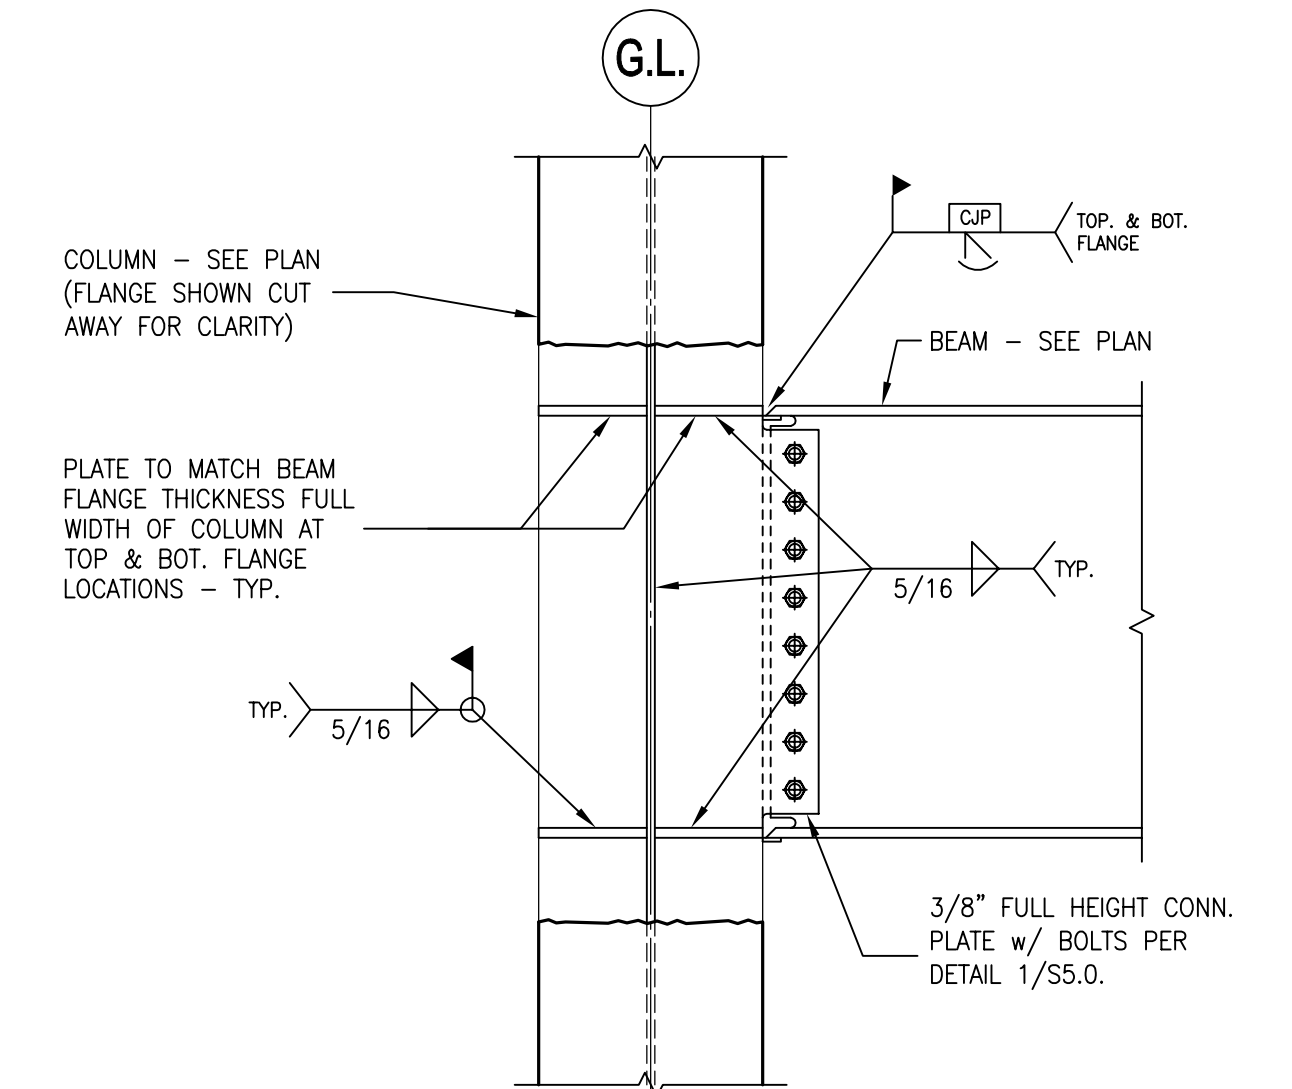 G.L.
CJP
TOP. & BOT.
FLANGE
COLUMN – SEE PLAN
(FLANGE SHOWN CUT
AWAY FOR CLARITY)
BEAM – SEE PLAN
PLATE TO MATCH BEAM
FLANGE THICKNESS FULL
WIDTH OF COLUMN AT
TOP & BOT. FLANGE
LOCATIONS – TYP.
5/16
TYP.
TYP.
5/16
3/8" FULL HEIGHT CONN.
PLATE w/ BOLTS PER
DETAIL 1/S5.0.